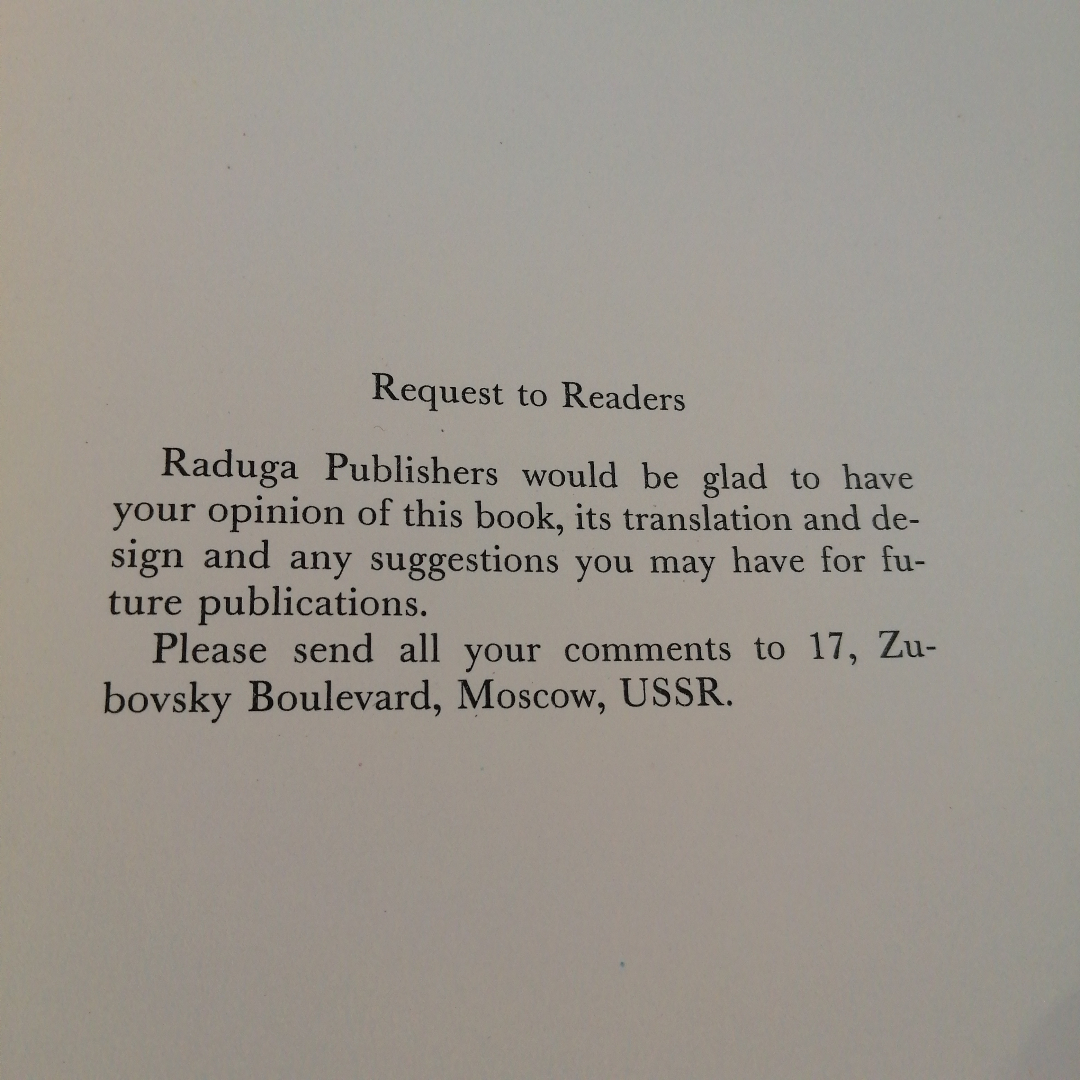 Request to Readers
Raduga Publishers would be glad to have
your opinion of this book, its translation and de-
sign and any suggestions you may have for fu-
ture publications.
Please send all your comments to 17, Zu-
bovsky Boulevard, Moscow, USSR.